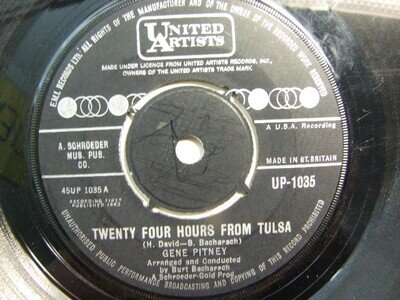 E.M.I. RECORDS LTD. ALL RIGHTS OF THE MANUFACTURER AND OF THE OWNER OF THE RECORDED WORK RESERVED
UNITED
ARTISTS
MADE UNDER LICENCE FROM UNITED ARTISTS RECORDS, INC.,
OWNERS OF THE UNITED ARTISTS TRADE MARK.
A. SCHROEDER
MUS. PUB.
CO.
A U.S.A. Recording
MADE IN GT. BRITAIN
45UP 1035 A
UP-1035
RECORDING FIRST
PUBLISHED 1963
TWENTY FOUR HOURS FROM TULSA
(H. David—B. Bacharach)
GENE PITNEY
Arranged and Conducted
by Burt Bacharach
A Schroeder-Gold Prod.
UNAUTHORISED PUBLIC PERFORMANCE BROADCASTING AND COPYING OF THIS RECORD PROHIBITED